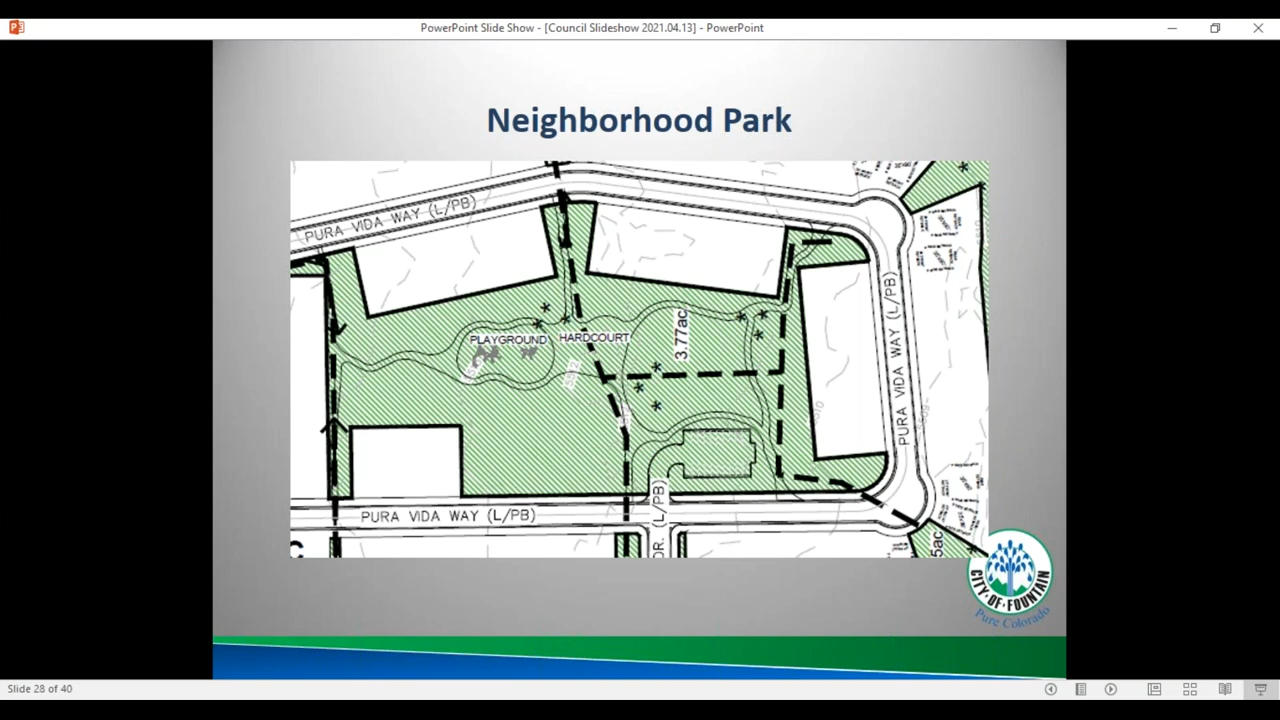 PowerPoint Slide Show - [Council Slideshow 2021.04.13] - PowerPoint
Neighborhood Park
PURA VIDA WAY (L/PB)
PLAYGROUND
HARDCOURT
3.77ac
PURA VIDA WAY (L/PB)
PURA VIDA WAY (L/PB)
DR. (L/PB)
5ac
CITY·OF·FOUNTAIN
Pure Colorado
Slide 28 of 40